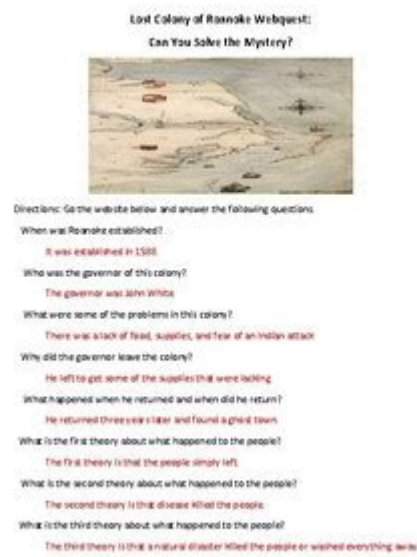 Lost Colony of Roanoke Webquest:
Can You Solve the Mystery?
Directions: Go the website below and answer the following questions
When was Roanoke established?
It was established in
Who was the governor of this colony?
The governor was John White
What were some of the problems in this colony?
There was a lack of food, supplies, and fear of an Indian attack
Why did the governor leave the colony?
He left to get some of the supplies that were lacking
What happened when he returned and when did he return?
He returned three years later and found a ghost town
What is the first theory about what happened to the people?
The first theory is that the people simply left
What is the second theory about what happened to the people?
The second theory is that disease killed the people
What is the third theory about what happened to the people?
The third theory is that a natural disaster killed the people or washed everything away